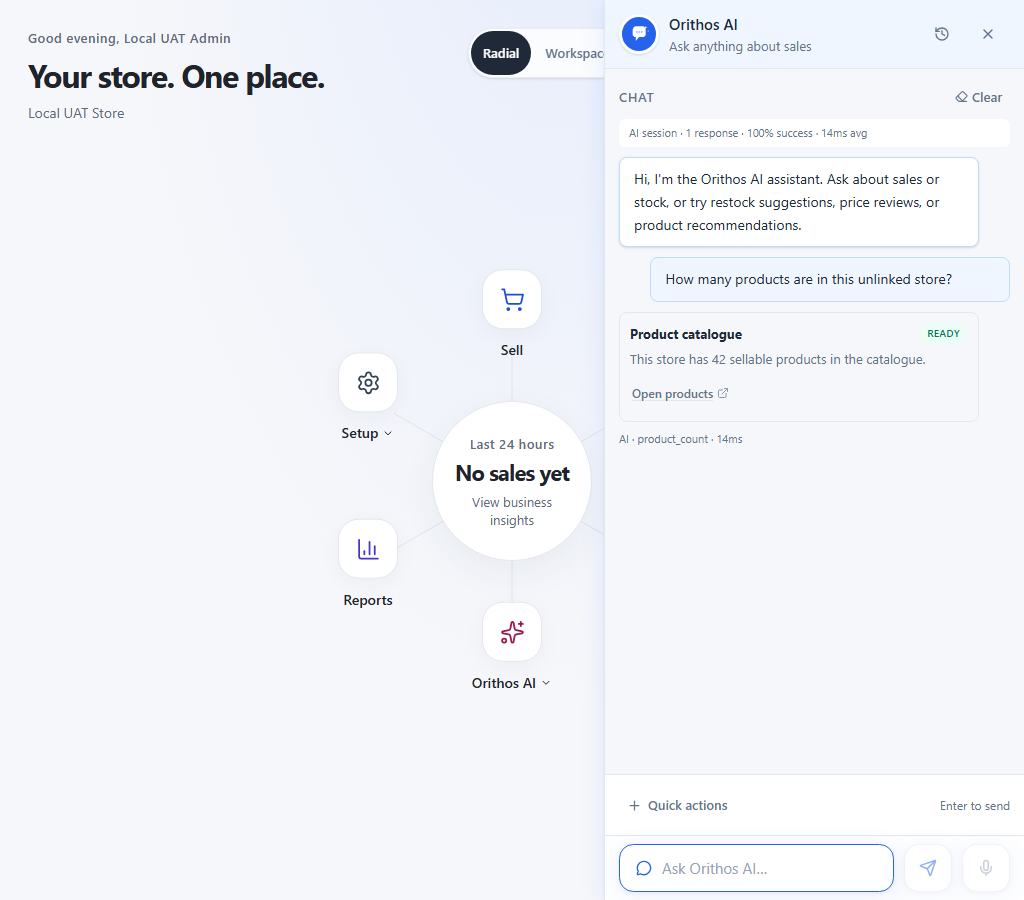 Good evening, Local UAT Admin
Your store. One place.
Local UAT Store
Radial
Workspac
Sell
Setup
Last 24 hours
No sales yet
View business
insights
Reports
Orithos AI
Orithos AI
Ask anything about sales
CHAT
Clear
AI session · 1 response · 100% success · 14ms avg
Hi, I'm the Orithos AI assistant. Ask about sales or
stock, or try restock suggestions, price reviews, or
product recommendations.
How many products are in this unlinked store?
Product catalogue
READY
This store has 42 sellable products in the catalogue.
Open products
AI · product_count · 14ms
Quick actions
Enter to send
Ask Orithos AI...